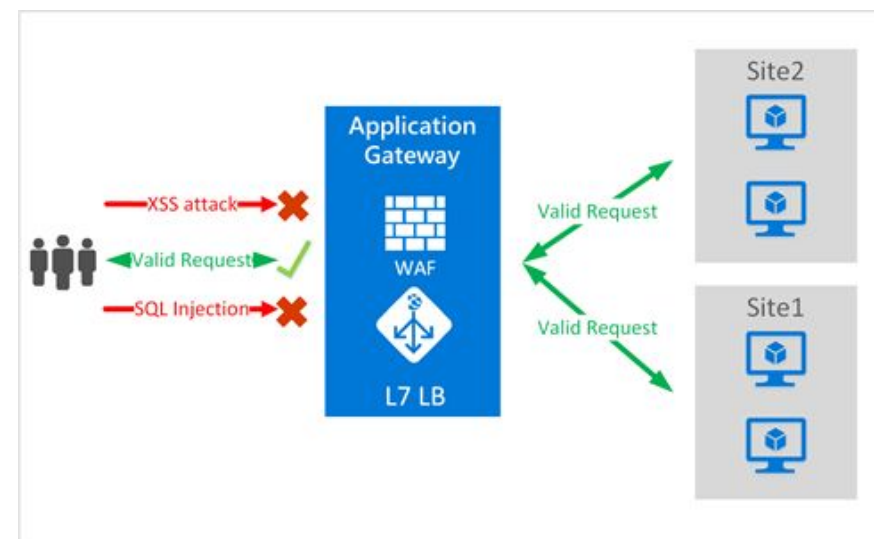 XSS attack
Valid Request
SQL Injection
Application
Gateway
WAF
L7 LB
Valid Request
Valid Request
Site2
Site1